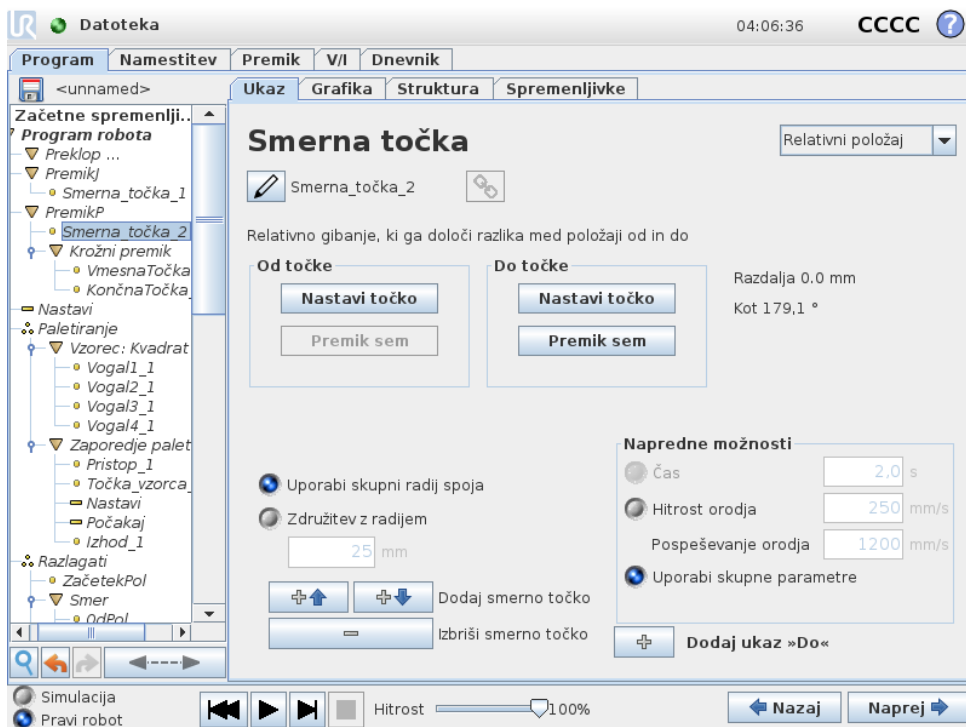 Datoteka
04:06:36
CCCC
?
Program
Namestitev
Premik
V/I
Dnevnik
<unnamed>
Ukaz
Grafika
Struktura
Spremenljivke
Začetne spremenlji..
Program robota
Preklop ...
PremikJ
Smerna_točka_1
PremikP
Smerna_točka_2
Krožni premik
VmesnaTočka
KončnaTočka_
Nastavi
Paletiranje
Vzorec: Kvadrat
Vogal1_1
Vogal2_1
Vogal3_1
Vogal4_1
Zaporedje palet
Pristop_1
Točka_vzorca_
Nastavi
Počakaj
Izhod_1
Razlagati
ZačetekPol
Smer
OdPol
Smerna točka
Relativni položaj
Smerna_točka_2
Relativno gibanje, ki ga določi razlika med položaji od in do
Od točke
Nastavi točko
Premik sem
Do točke
Nastavi točko
Premik sem
Razdalja 0.0 mm
Kot 179,1 °
Uporabi skupni radij spoja
Združitev z radijem
25 mm
Dodaj smerno točko
Izbriši smerno točko
Napredne možnosti
Čas 2,0 s
Hitrost orodja 250 mm/s
Pospeševanje orodja 1200 mm/s
Uporabi skupne parametre
Dodaj ukaz »Do«
Simulacija
Pravi robot
Hitrost 100%
Nazaj
Naprej